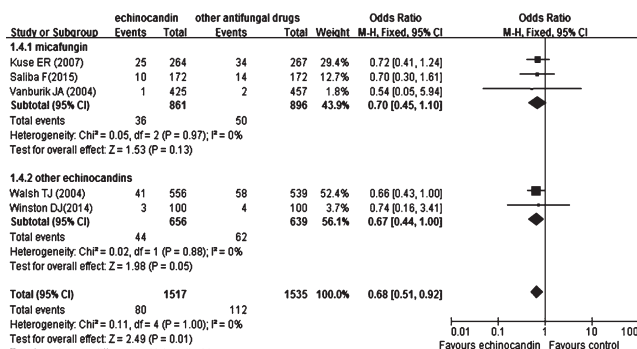 echinocandin other antifungal drugs Odds Ratio Odds Ratio
Study or Subgroup Events Total Events Total Weight M-H, Fixed, 95% CI M-H, Fixed, 95% CI
1.4.1 micafungin
Kuse ER (2007) 25 264 34 267 29.4% 0.72 [0.41, 1.24]
Saliba F(2015) 10 172 14 172 12.7% 0.70 [0.30, 1.61]
Vanburik JA (2004) 1 425 2 457 1.8% 0.54 [0.05, 5.94]
Subtotal (95% CI) 861 896 43.9% 0.70 [0.45, 1.10]
Total events 36 50
Heterogeneity: Chi² = 0.05, df = 2 (P = 0.97); I² = 0%
Test for overall effect: Z = 1.53 (P = 0.13)
1.4.2 other echinocandins
Walsh TJ (2004) 41 556 58 539 52.4% 0.66 [0.43, 1.00]
Winston DJ(2014) 3 100 4 100 3.7% 0.74 [0.16, 3.41]
Subtotal (95% CI) 656 639 56.1% 0.67 [0.44, 1.00]
Total events 44 62
Heterogeneity: Chi² = 0.02, df = 1 (P = 0.88); I² = 0%
Test for overall effect: Z = 1.98 (P = 0.05)
Total (95% CI) 1517 1535 100.0% 0.68 [0.51, 0.92]
Total events 80 112
Heterogeneity: Chi² = 0.11, df = 4 (P = 1.00); I² = 0%
Test for overall effect: Z = 2.49 (P = 0.01)
0.01 0.1 1 10 100
Favours echinocandin Favours control